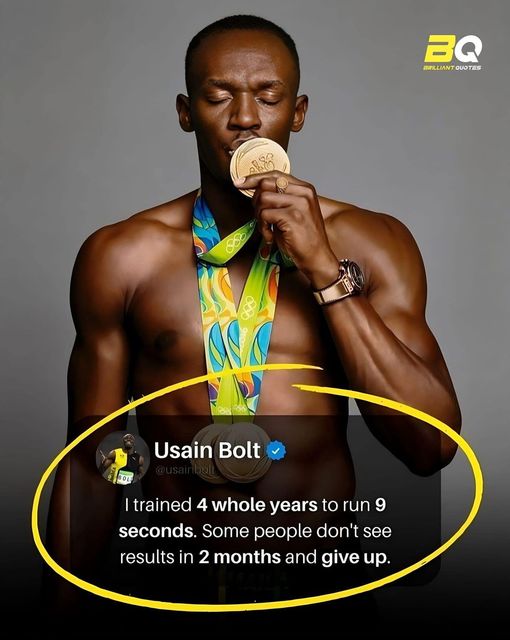 BQ
BRILLIANT QUOTES
Usain Bolt
@usainbolt
I trained 4 whole years to run 9
seconds. Some people don't see
results in 2 months and give up.